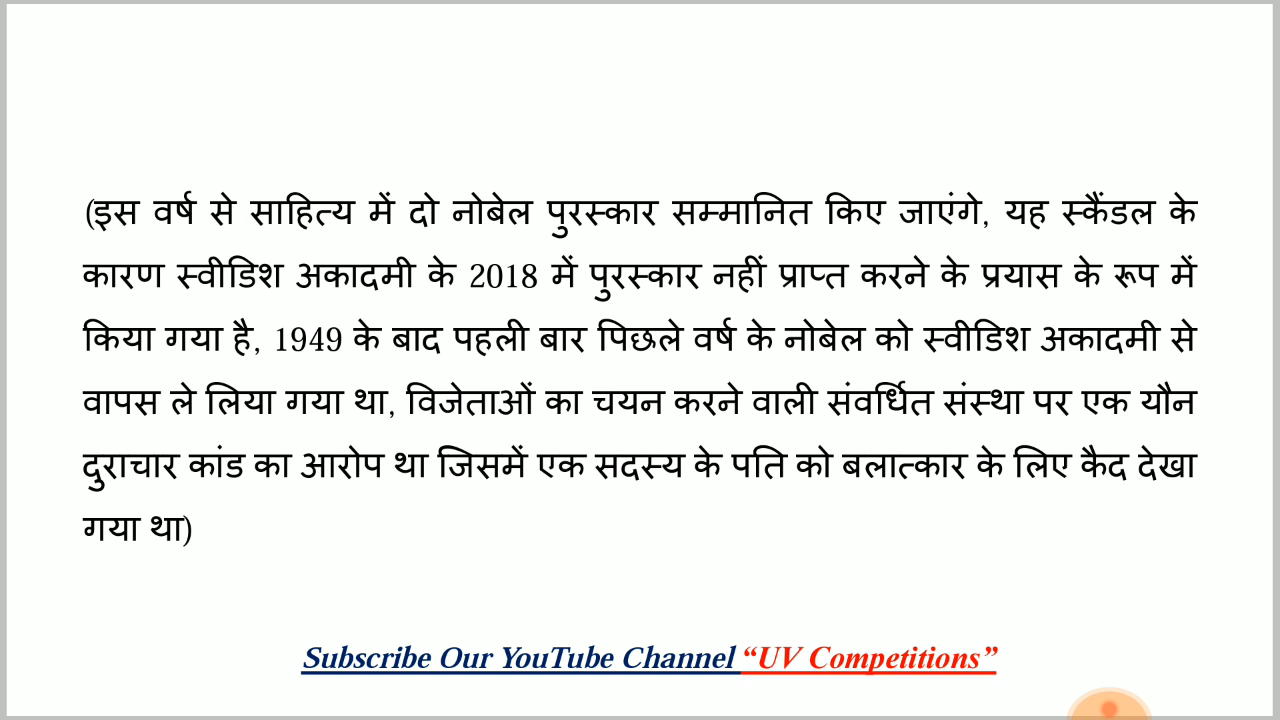 (इस वर्ष से साहित्य में दो नोबेल पुरस्कार सम्मानित किए जाएंगे, यह स्कैंडल के
कारण स्वीडिश अकादमी के 2018 में पुरस्कार नहीं प्राप्त करने के प्रयास के रूप में
किया गया है, 1949 के बाद पहली बार पिछले वर्ष के नोबेल को स्वीडिश अकादमी से
वापस ले लिया गया था, विजेताओं का चयन करने वाली संवर्धित संस्था पर एक यौन
दुराचार कांड का आरोप था जिसमें एक सदस्य के पति को बलात्कार के लिए कैद देखा
गया था)
Subscribe Our YouTube Channel “UV Competitions”